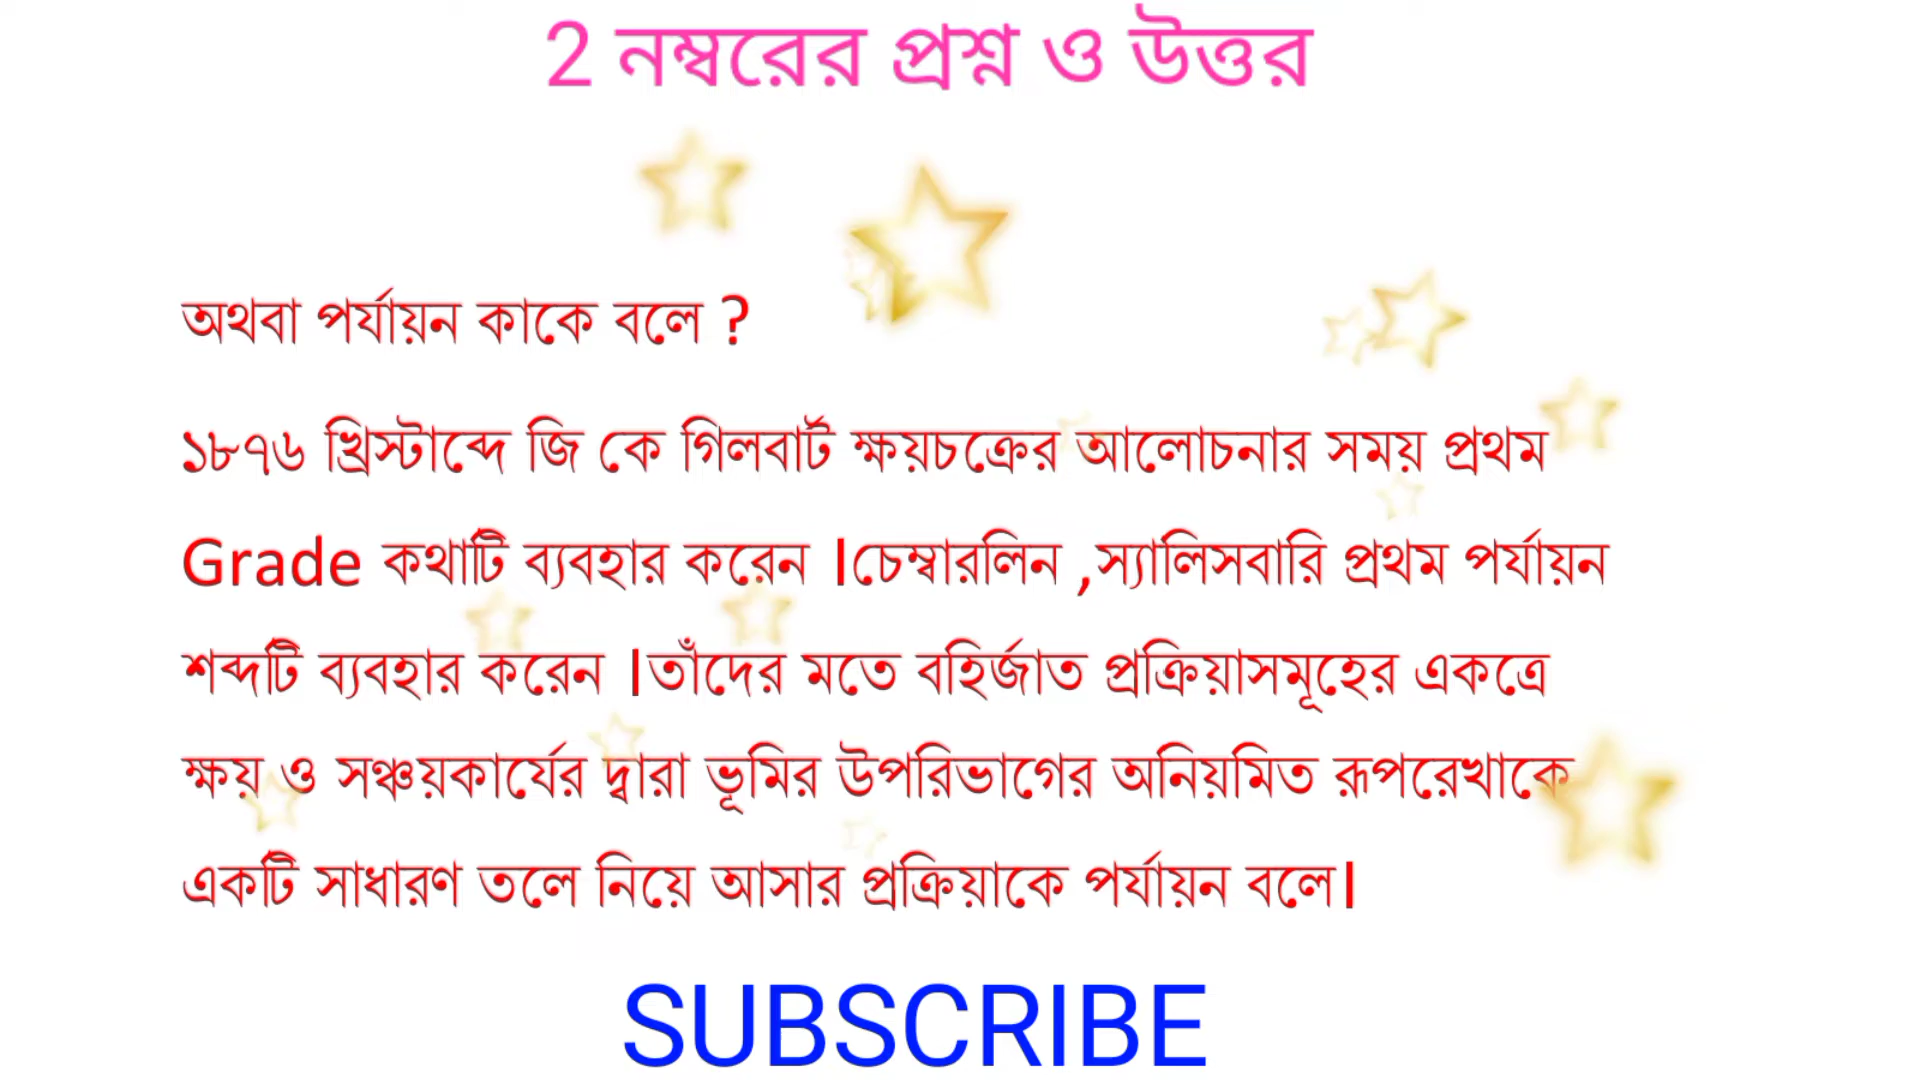 2 নম্বরের প্রশ্ন ও উত্তর
অথবা পর্যায়ন কাকে বলে ?
১৮৭৬ খ্রিস্টাব্দে জি কে গিলবার্ট ক্ষয়চক্রের আলোচনার সময় প্রথম
Grade কথাটি ব্যবহার করেন ।চেম্বারলিন ,স্যালিসবারি প্রথম পর্যায়ন
শব্দটি ব্যবহার করেন ।তাঁদের মতে বহির্জাত প্রক্রিয়াসমূহের একত্রে
ক্ষয় ও সঞ্চয়কার্যের দ্বারা ভূমির উপরিভাগের অনিয়মিত রূপরেখাকে
একটি সাধারণ তলে নিয়ে আসার প্রক্রিয়াকে পর্যায়ন বলে।
SUBSCRIBE